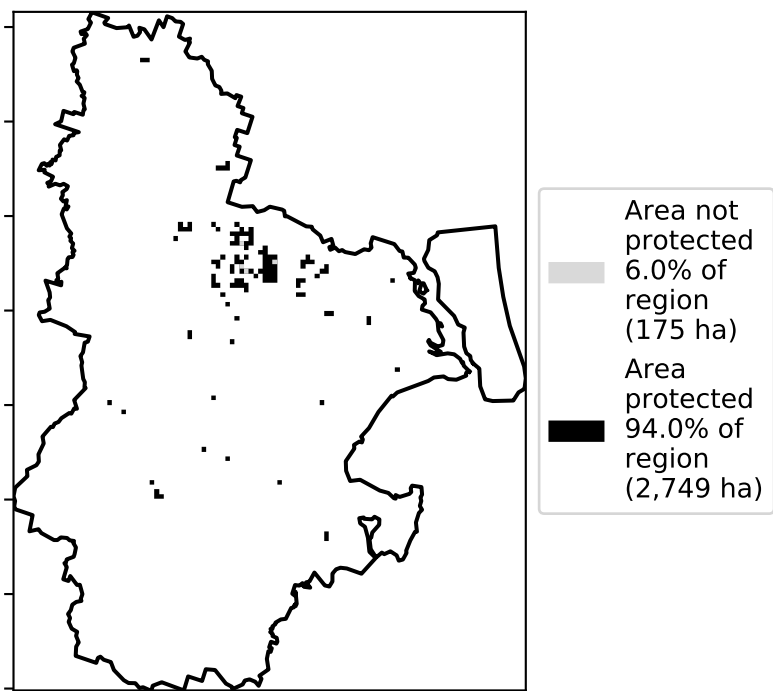 Area not
protected
6.0% of
region
(175 ha)
Area
protected
94.0% of
region
(2,749 ha)